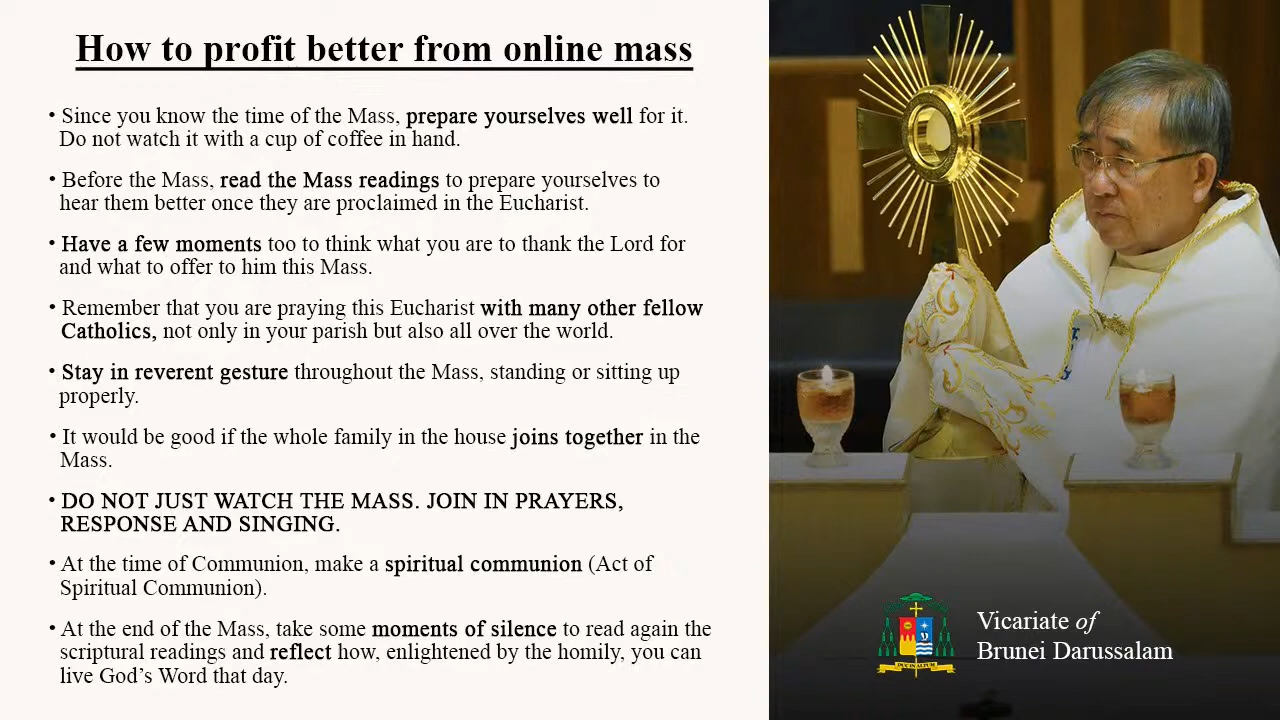 How to profit better from online mass
• Since you know the time of the Mass, prepare yourselves well for it.
Do not watch it with a cup of coffee in hand.
• Before the Mass, read the Mass readings to prepare yourselves to
hear them better once they are proclaimed in the Eucharist.
• Have a few moments too to think what you are to thank the Lord for
and what to offer to him this Mass.
• Remember that you are praying this Eucharist with many other fellow
Catholics, not only in your parish but also all over the world.
• Stay in reverent gesture throughout the Mass, standing or sitting up
properly.
• It would be good if the whole family in the house joins together in the
Mass.
• DO NOT JUST WATCH THE MASS. JOIN IN PRAYERS,
RESPONSE AND SINGING.
• At the time of Communion, make a spiritual communion (Act of
Spiritual Communion).
• At the end of the Mass, take some moments of silence to read again the
scriptural readings and reflect how, enlightened by the homily, you can
live God's Word that day.
DUC IN ALTUM
Vicariate of
Brunei Darussalam